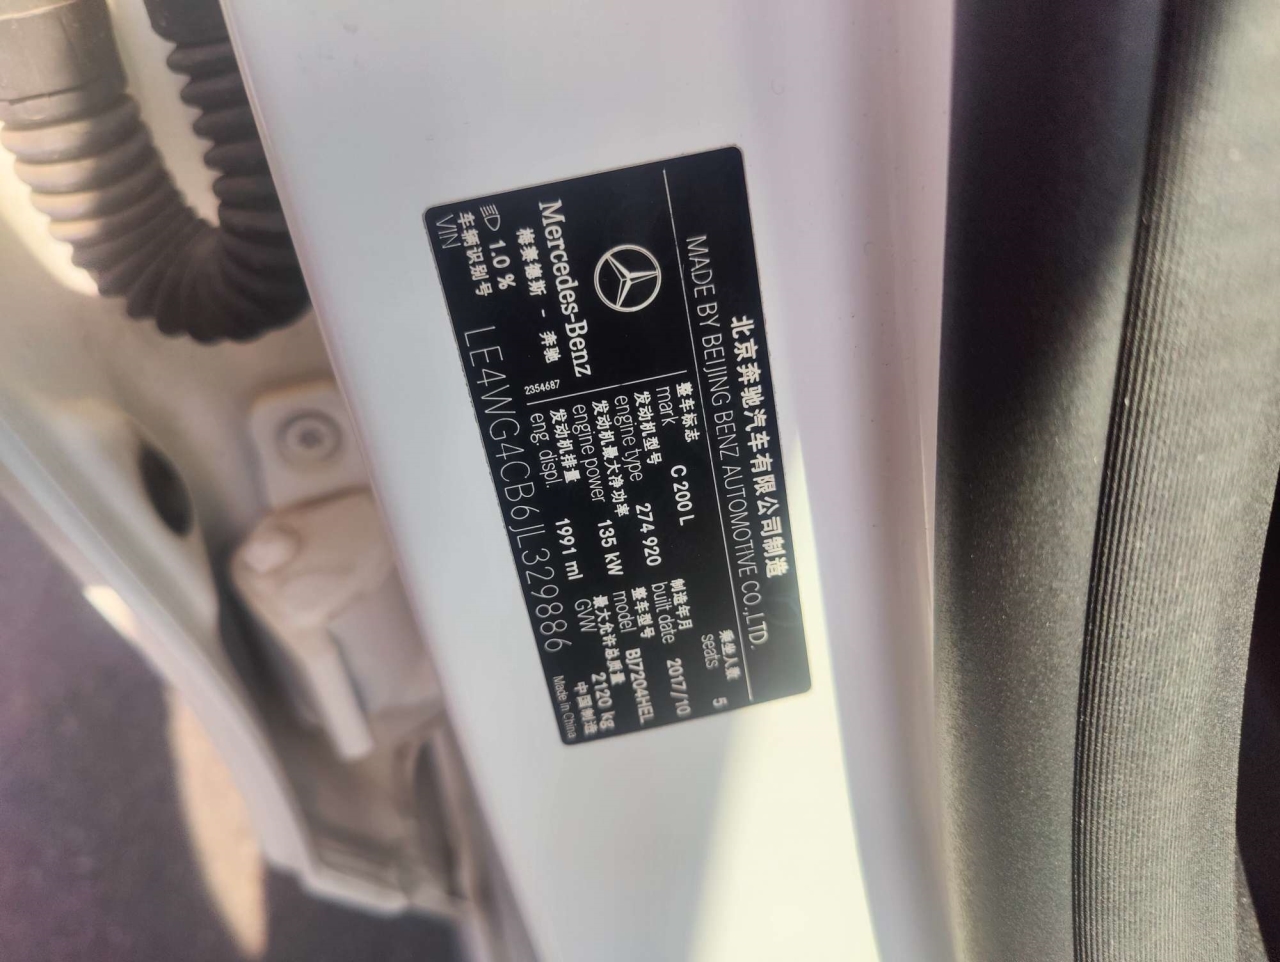 北京奔驰汽车有限公司制造
MADE BY BEIJING BENZ AUTOMOTIVE CO.,LTD.
乘坐人数
seats 5
整车标志
mark C 200 L
制造年月
built date 2017/10
发动机型号
engine type 274 920
整车型号
model BJ7204HEL
发动机最大净功率
engine power 135 kW
最大允许总质量
GVW 2120 kg
发动机排量
eng. displ. 1991 ml
中国制造
Made in China
Mercedes-Benz
梅赛德斯 - 奔驰
2354687
1.0 %
车辆识别号
VIN LE4WG4CB6JL329886